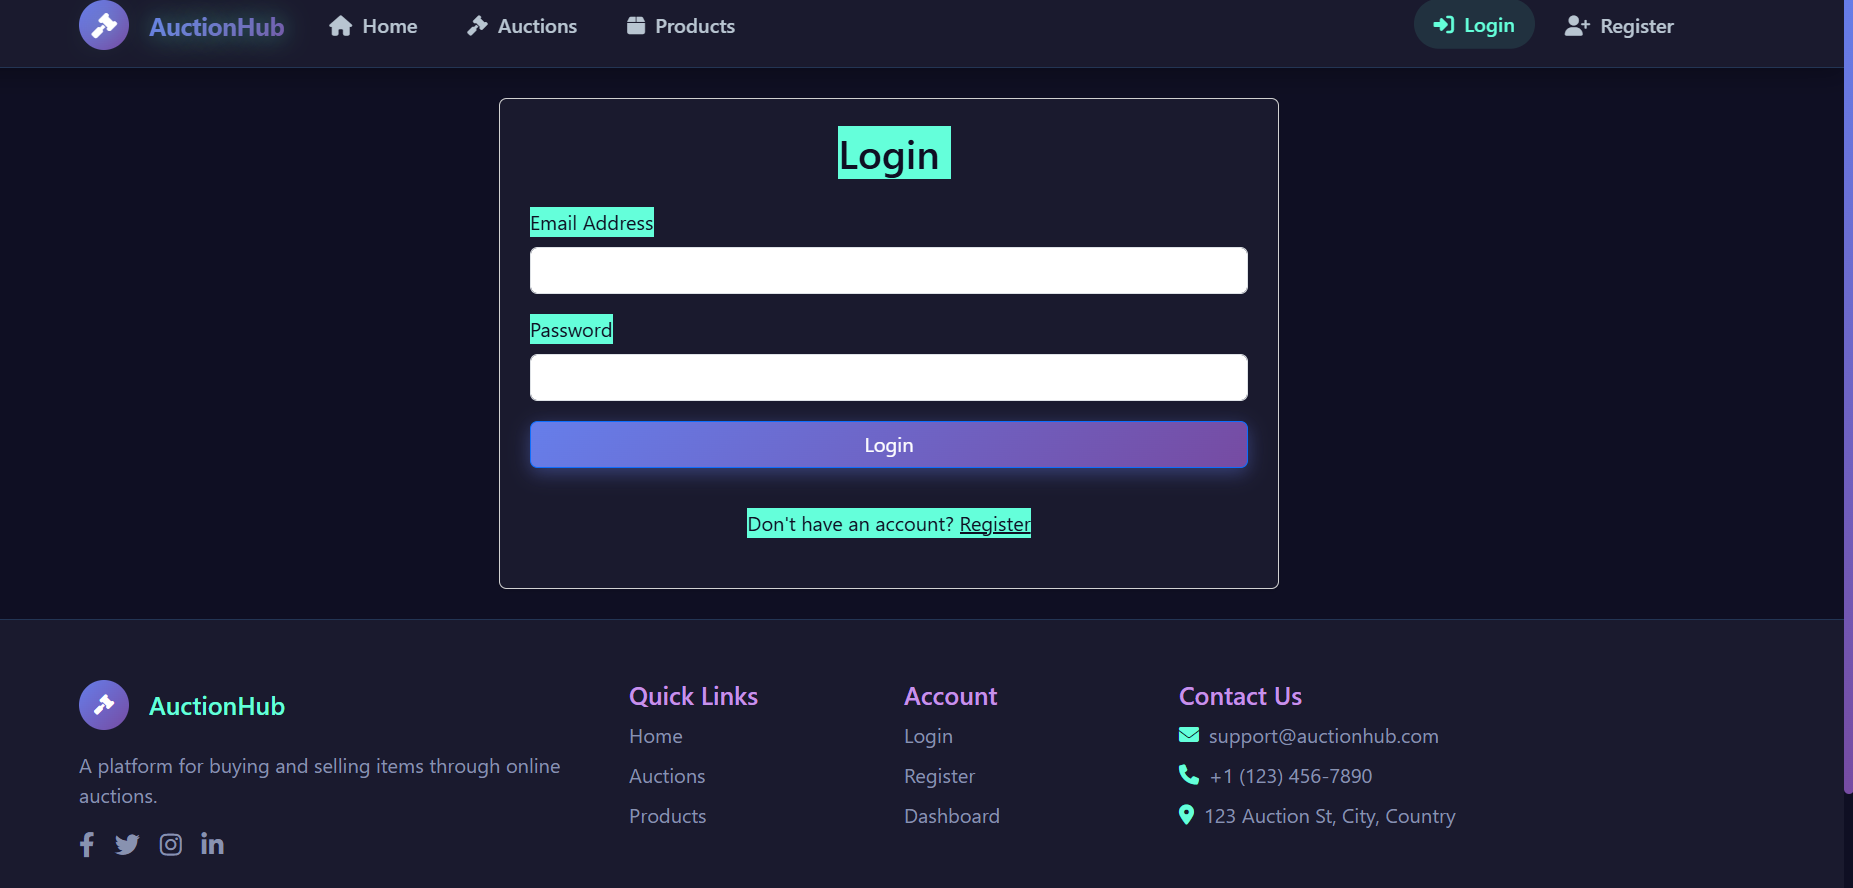 AuctionHub Home Auctions Products Login Register
Login
Email Address
Password
Login
Don't have an account? Register
AuctionHub
A platform for buying and selling items through online
auctions.
Quick Links
Home
Auctions
Products
Account
Login
Register
Dashboard
Contact Us
support@auctionhub.com
+1 (123) 456-7890
123 Auction St, City, Country